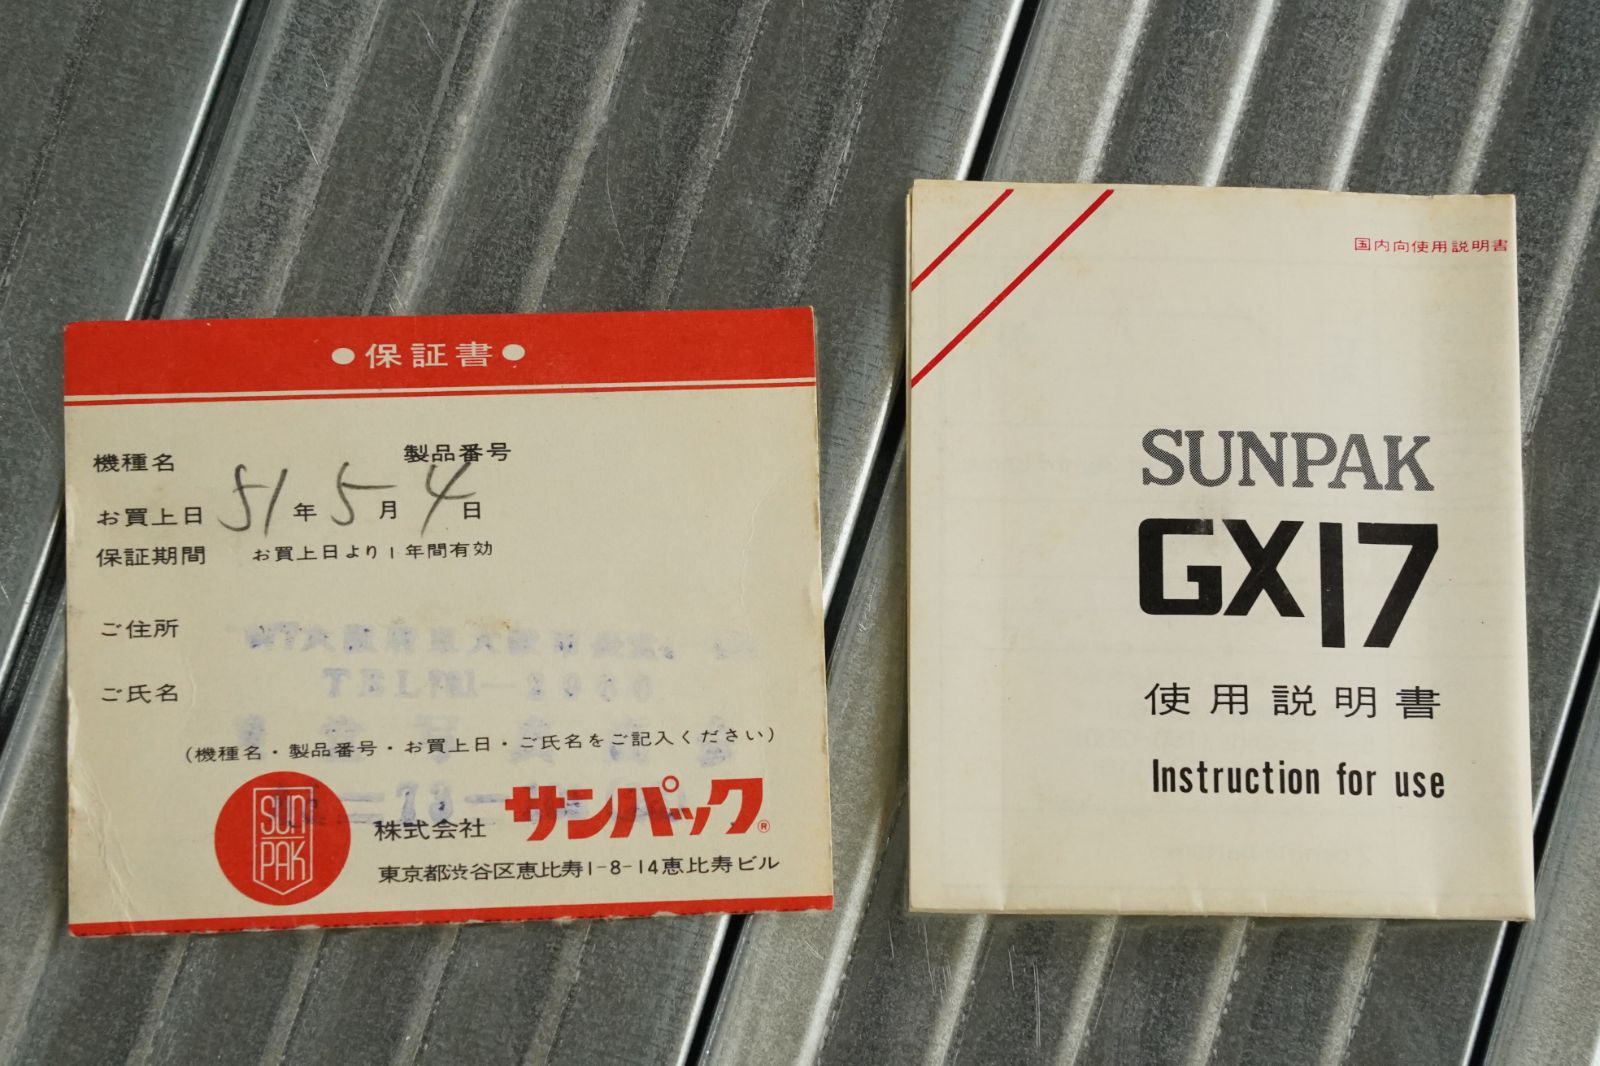 ●保証書●
機種名 製品番号
お買上日 51年5月4日
保証期間 お買上日より1年間有効
ご住所
TEL
ご氏名
(機種名・製品番号・お買上日・ご氏名をご記入ください)
SUN
PAK
株式会社 サンパック®
東京都渋谷区恵比寿1-8-14恵比寿ビル
国内向使用説明書
SUNPAK
GX17
使用説明書
Instruction for use